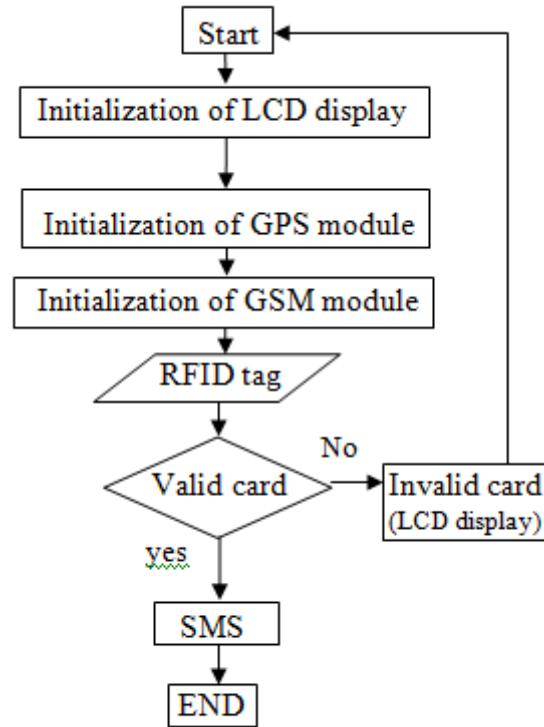 Start
Initialization of LCD display
Initialization of GPS module
Initialization of GSM module
RFID tag
Valid card
No
Invalid card
(LCD display)
yes
SMS
END